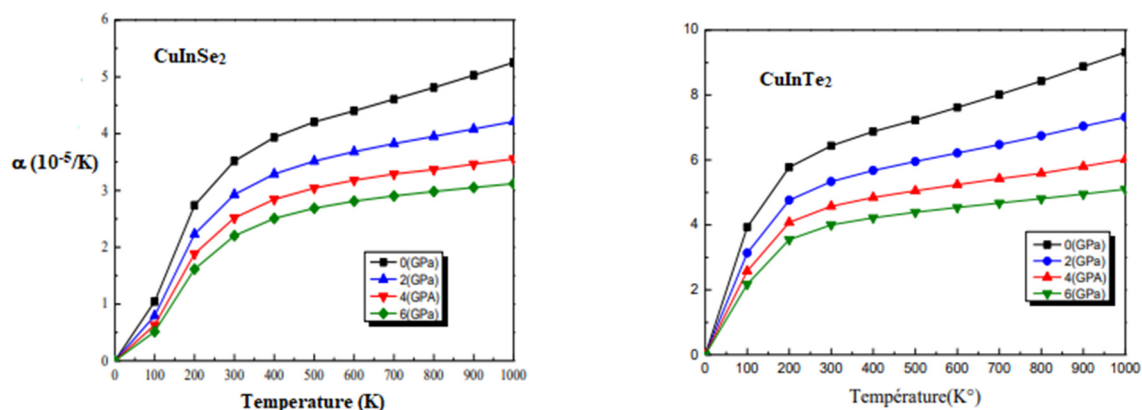 CuInSe2
α (10-5/K)
6
5
4
3
2
1
0
0 100 200 300 400 500 600 700 800 900 1000
Temperature (K)
0(GPa)
2(GPa)
4(GPA)
6(GPa)
CuInTe2
10
8
6
4
2
0
0 100 200 300 400 500 600 700 800 900 1000
Température(K°)
0(GPa)
2(GPa)
4(GPa)
6(GPa)